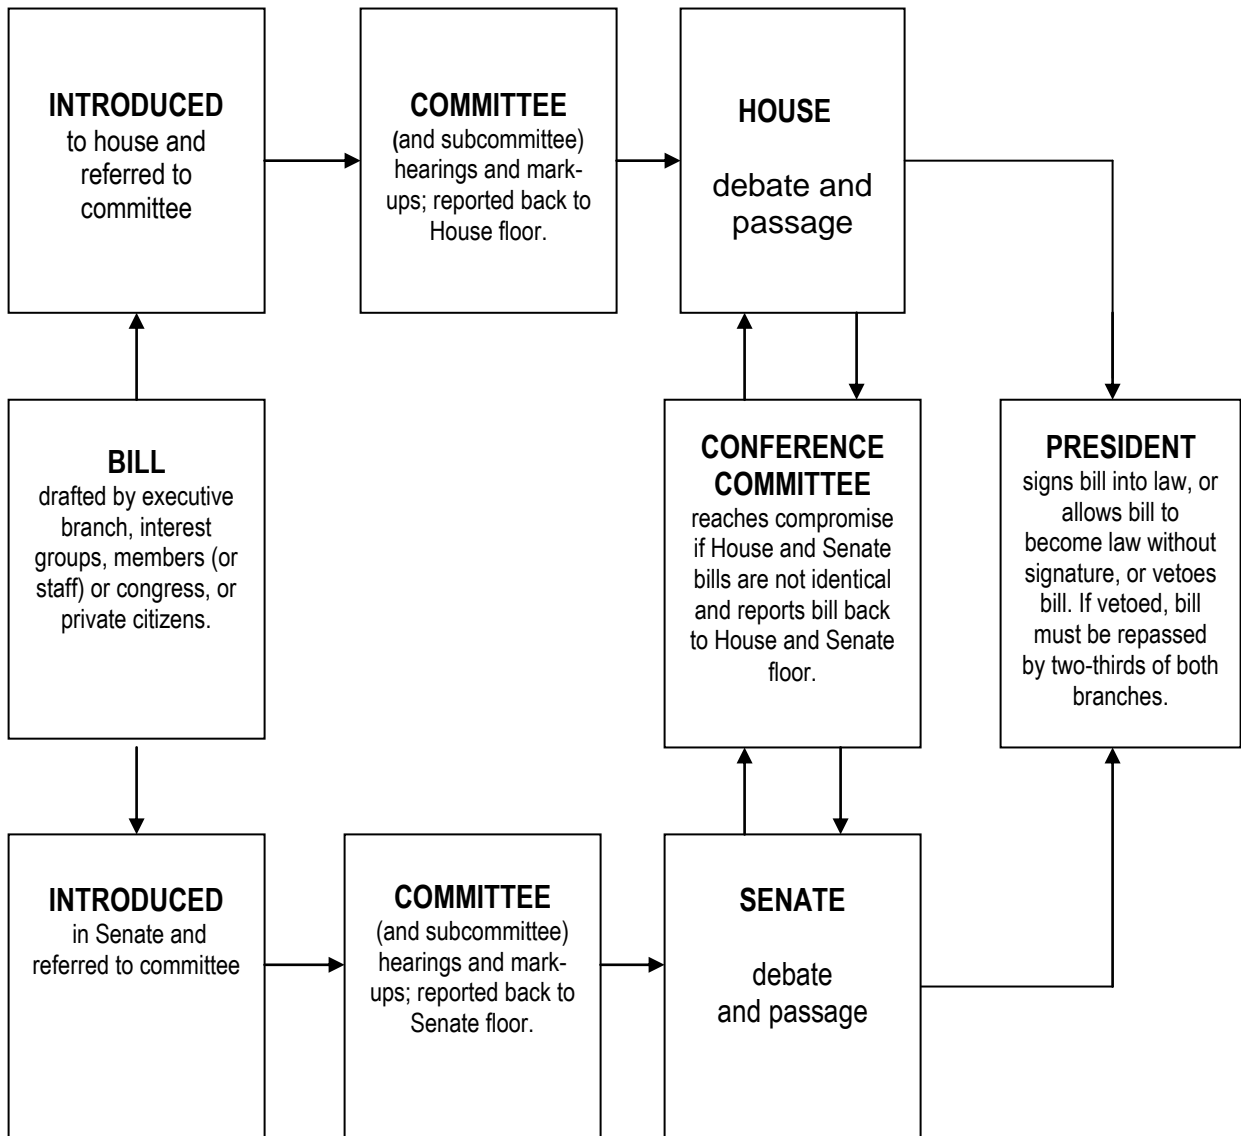 INTRODUCED
to house and
referred to
committee
COMMITTEE
(and subcommittee)
hearings and mark-
ups; reported back to
House floor.
HOUSE
debate and
passage
BILL
drafted by executive
branch, interest
groups, members (or
staff) or congress, or
private citizens.
CONFERENCE
COMMITTEE
reaches compromise
if House and Senate
bills are not identical
and reports bill back
to House and Senate
floor.
PRESIDENT
signs bill into law, or
allows bill to
become law without
signature, or vetoes
bill. If vetoed, bill
must be repassed
by two-thirds of both
branches.
INTRODUCED
in Senate and
referred to committee
COMMITTEE
(and subcommittee)
hearings and mark-
ups; reported back to
Senate floor.
SENATE
debate
and passage